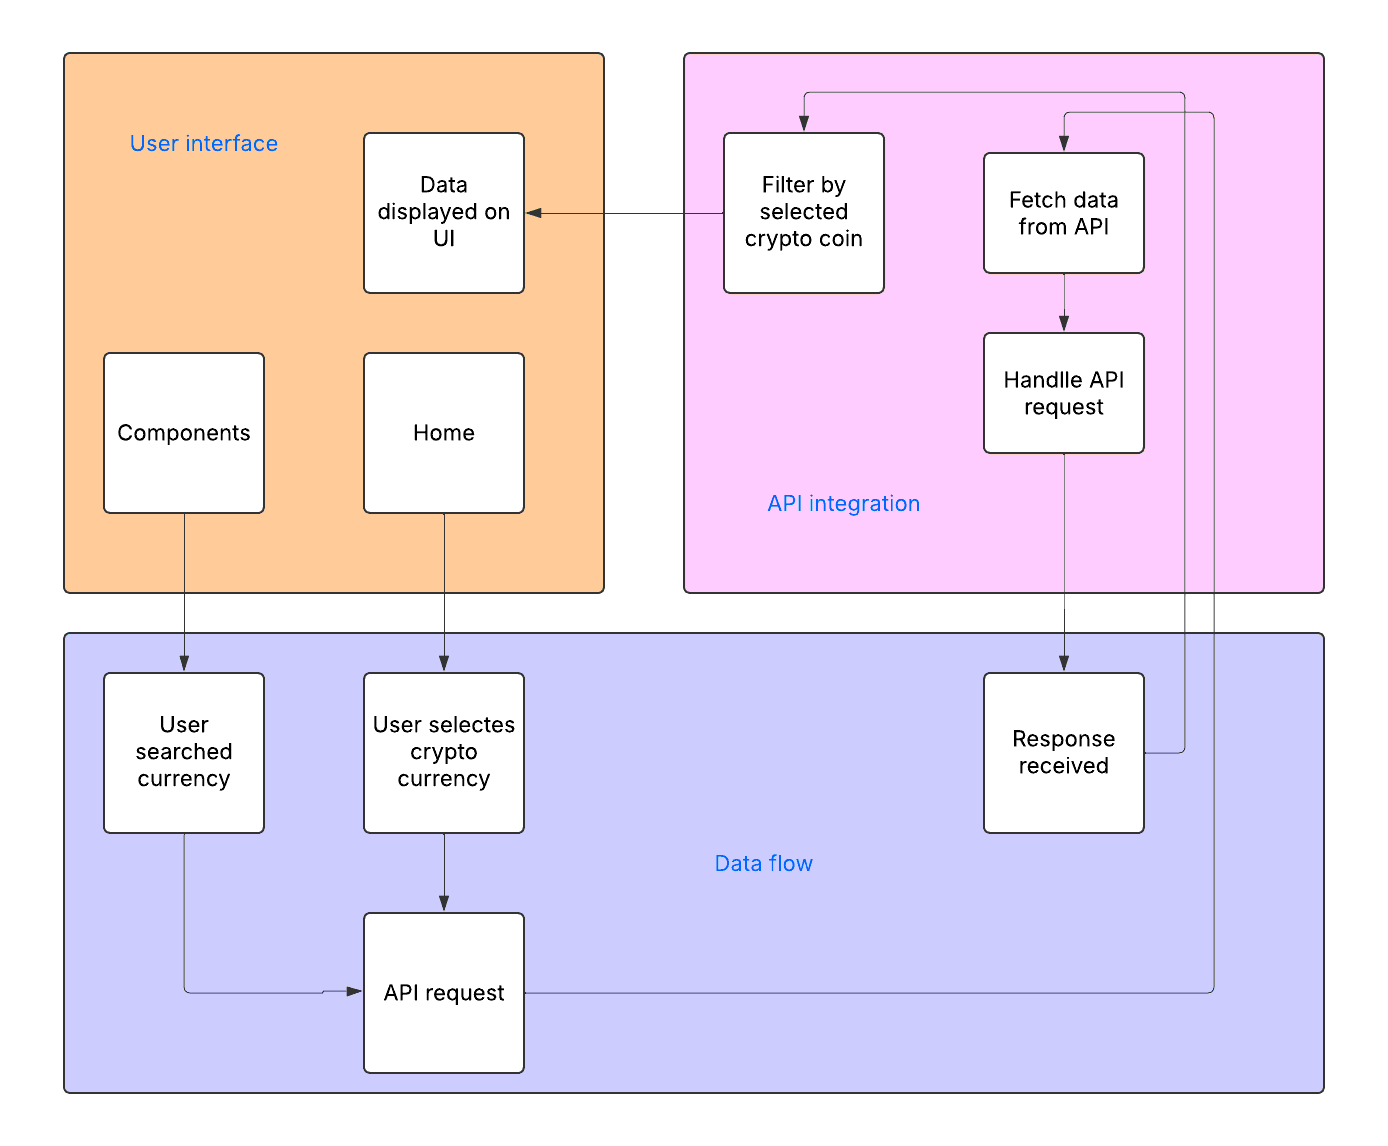 User interface
Data
displayed on
UI
Components
Home
Filter by
selected
crypto coin
Fetch data
from API
Handlle API
request
API integration
User
searched
currency
User selectes
crypto
currency
Response
received
Data flow
API request